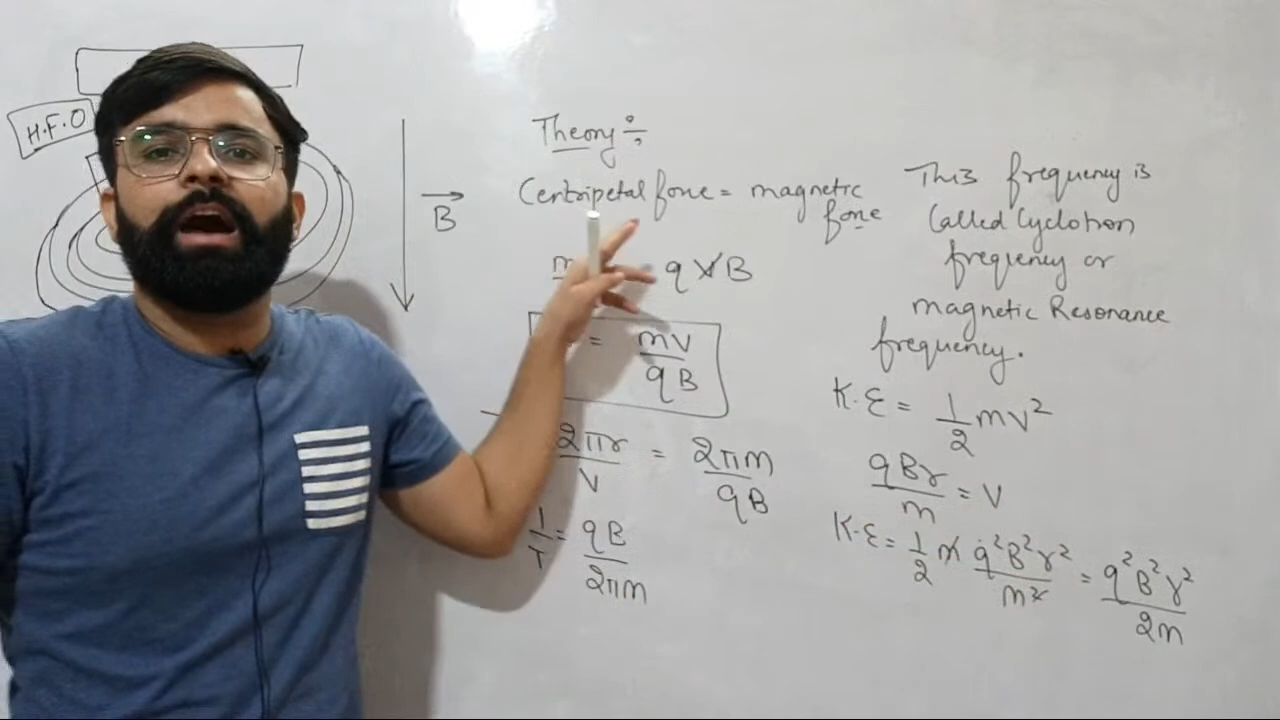 H.F.O
B
Theory:
Centripetal force = magnetic
force
m q v B
= mv
qB
2πr = 2πm
V qB
1 = qB
T 2πm
This frequency is
Called Cyclotron
frequency or
magnetic Resonance
frequency.
K.E = 1/2 mv²
qBr = V
m
K.E = 1/2 m q²B²r² = q²B²r²
m² 2m